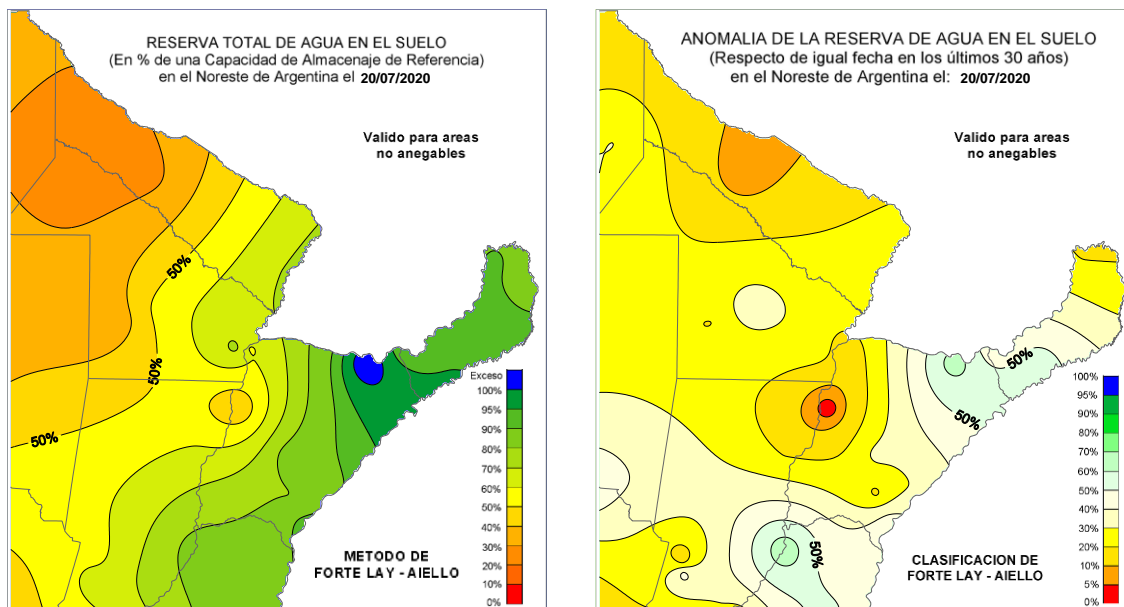 RESERVA TOTAL DE AGUA EN EL SUELO
(En % de una Capacidad de Almacenaje de Referencia)
en el Noreste de Argentina el 20/07/2020
Valido para areas
no anegables
50%
50%
50%
Exceso
100%
95%
90%
80%
70%
60%
50%
40%
30%
20%
10%
0%
METODO DE
FORTE LAY - AIELLO
ANOMALIA DE LA RESERVA DE AGUA EN EL SUELO
(Respecto de igual fecha en los últimos 30 años)
en el Noreste de Argentina el: 20/07/2020
Valido para areas
no anegables
50%
50%
50%
100%
95%
90%
80%
70%
60%
50%
40%
30%
20%
10%
5%
0%
CLASIFICACION DE
FORTE LAY - AIELLO